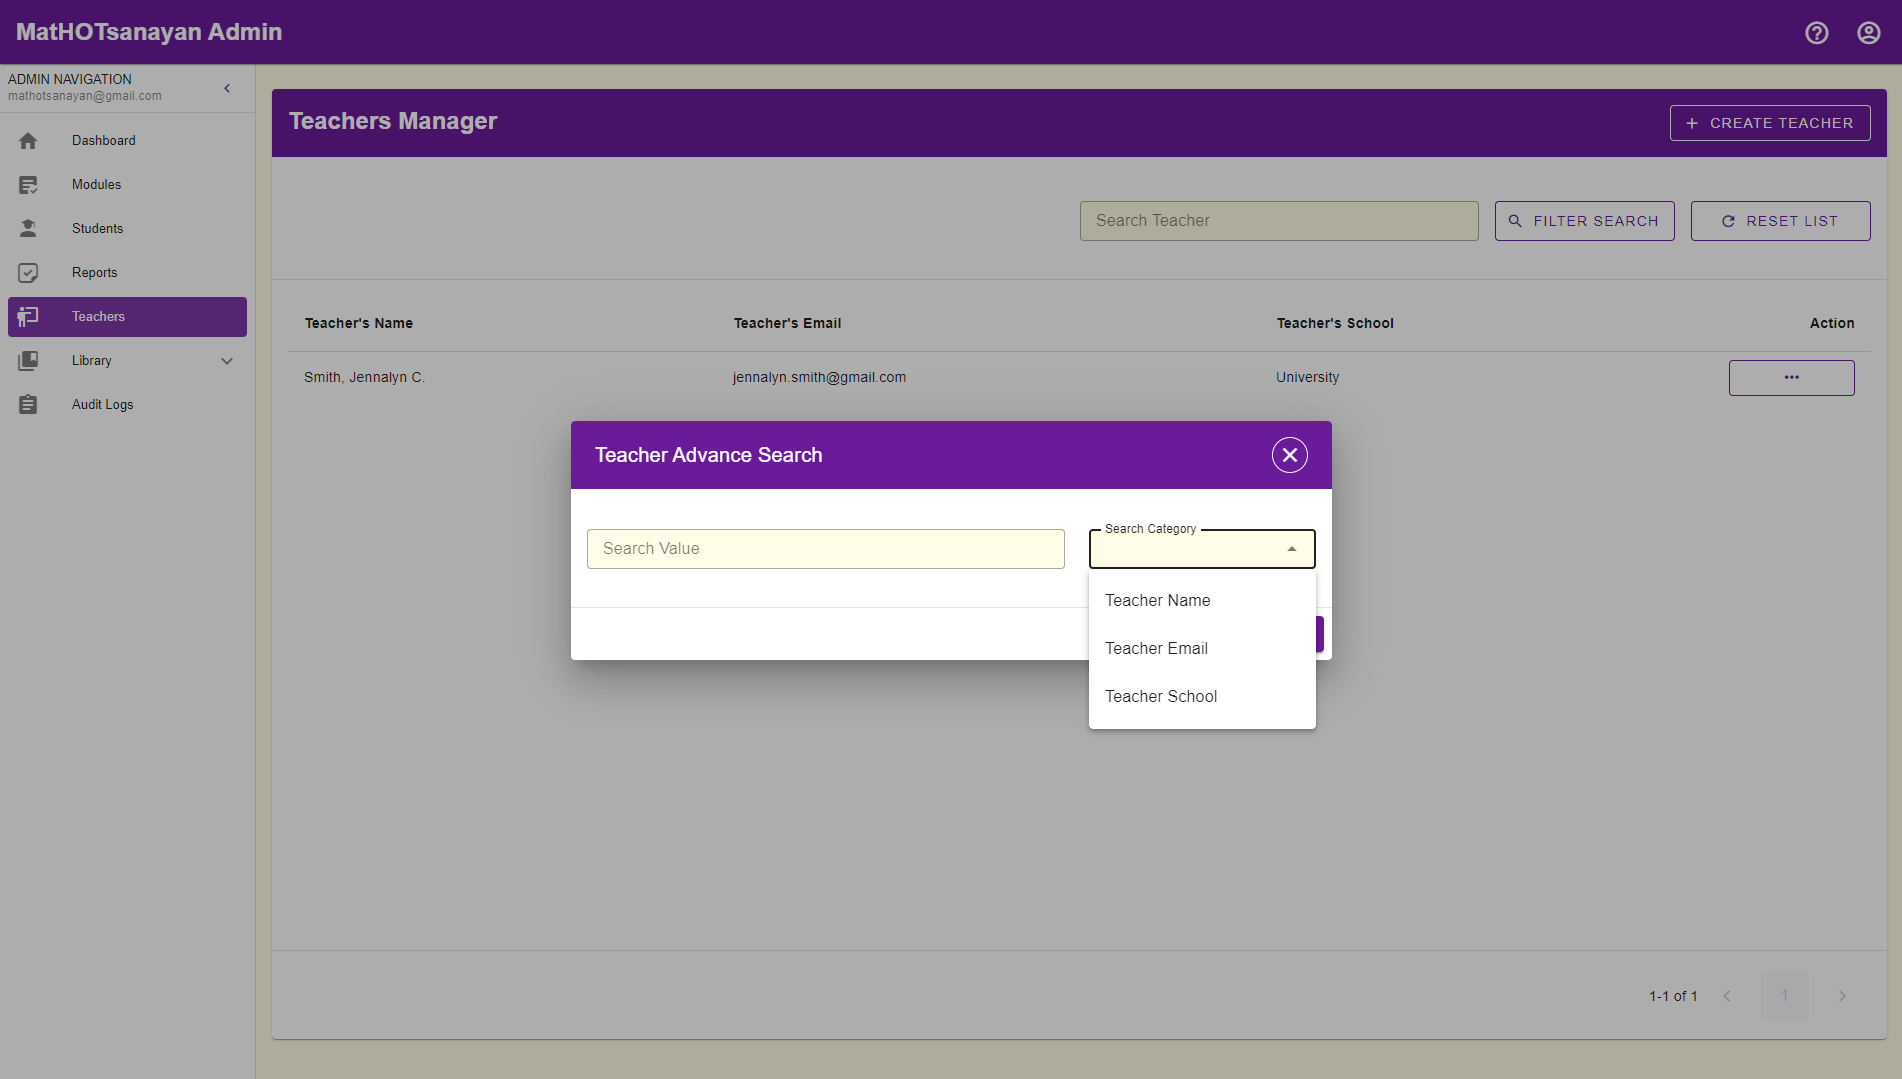 MatHOTsanayan Admin
ADMIN NAVIGATION
mathotsanayan@gmail.com
Dashboard
Modules
Students
Reports
Teachers
Library
Audit Logs
Teachers Manager
CREATE TEACHER
Search Teacher
FILTER SEARCH
RESET LIST
Teacher's Name Teacher's Email Teacher's School Action
Smith, Jennalyn C. jennalyn.smith@gmail.com University
Teacher Advance Search
Search Value
Search Category
Teacher Name
Teacher Email
Teacher School
1-1 of 1
1